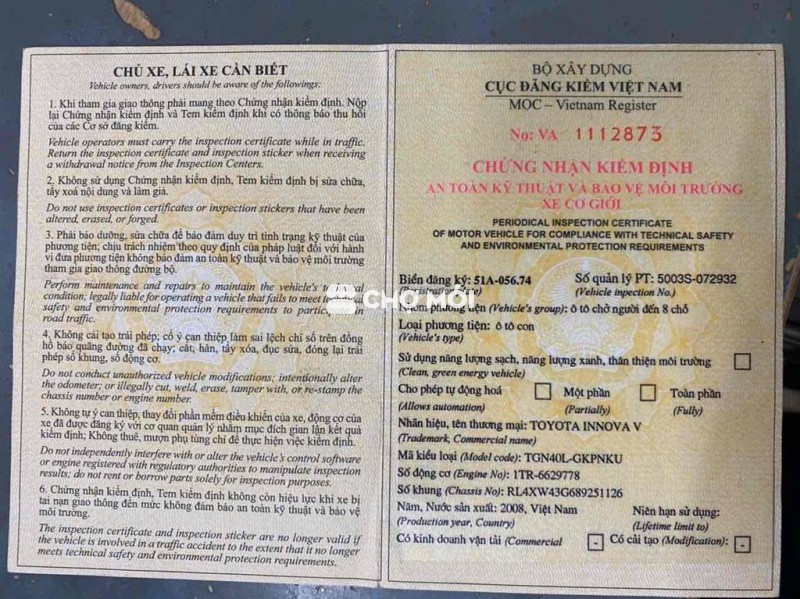 CHỦ XE, LÁI XE CẦN BIẾT
Vehicle owners, drivers should be aware of the followings:
1. Khi tham gia giao thông phải mang theo Chứng nhận kiểm định. Nộp
lại Chứng nhận kiểm định và Tem kiểm định khi có thông báo thu hồi
của các Cơ sở đăng kiểm.
Vehicle operators must carry the inspection certificate while in traffic.
Return the inspection certificate and inspection sticker when receiving
a withdrawal notice from the Inspection Centers.
2. Không sử dụng Chứng nhận kiểm định, Tem kiểm định bị sửa chữa,
tẩy xoá nội dung và làm giả.
Do not use inspection certificates or inspection stickers that have been
altered, erased, or forged.
3. Phải bảo dưỡng, sửa chữa để bảo đảm duy trì tình trạng kỹ thuật của
phương tiện; chịu trách nhiệm theo quy định của pháp luật đối với hành
vi đưa phương tiện không bảo đảm an toàn kỹ thuật và bảo vệ môi trường
tham gia giao thông đường bộ.
Perform maintenance and repairs to maintain the vehicle's
condition; legally liable for operating a vehicle that fails to meet
safety and environmental protection requirements to in
road traffic.
4. Không cải tạo trái phép; cố ý can thiệp làm sai lệch chỉ số trên đồng
hồ báo quãng đường đã chạy; cắt, hàn, tẩy xóa, đục sửa, đóng lại trái
phép số khung, số động cơ.
Do not conduct unauthorized vehicle modifications; intentionally alter
the odometer; or illegally cut, weld, erase, tamper with, or re-stamp the
chassis number or engine number.
5. Không tự ý can thiệp, thay đổi phần mềm điều khiển của xe, động cơ của
xe đã được đăng ký với cơ quan quản lý nhằm mục đích gian lận kết quả
kiểm định; Không thuê, mượn phụ tùng chỉ để thực hiện việc kiểm định.
Do not independently interfere with or alter the vehicle's control software
or engine registered with regulatory authorities to manipulate inspection
results; do not rent or borrow parts solely for inspection purposes.
6. Chứng nhận kiểm định, Tem kiểm định không còn hiệu lực khi xe bị
tai nạn giao thông đến mức không đảm bảo an toàn kỹ thuật và bảo vệ
môi trường.
The inspection certificate and inspection sticker are no longer valid if
the vehicle is involved in a traffic accident to the extent that it no longer
meets technical safety and environmental protection requirements.
BỘ XÂY DỰNG
CỤC ĐĂNG KIỂM VIỆT NAM
MOC – Vietnam Register
No: VA 1112873
CHỨNG NHẬN KIỂM ĐỊNH
AN TOÀN KỸ THUẬT VÀ BẢO VỆ MÔI TRƯỜNG
XE CƠ GIỚI
PERIODICAL INSPECTION CERTIFICATE
OF MOTOR VEHICLE FOR COMPLIANCE WITH TECHNICAL SAFETY
AND ENVIRONMENTAL PROTECTION REQUIREMENTS
Biển đăng ký: 51A-056.74 Số quản lý PT: 5003S-072932
(Vehicle inspection No.)
CHỢ MỚI
phương tiện (Vehicle's group): ô tô chở người đến 8 chỗ
Loại phương tiện: ô tô con
(Vehicle's type)
Sử dụng năng lượng sạch, năng lượng xanh, thân thiện môi trường
(Clean, green energy vehicle)
Cho phép tự động hoá Một phần Toàn phần
(Allows automation) (Partially) (Fully)
Nhãn hiệu, tên thương mại: TOYOTA INNOVA V
(Trademark, Commercial name)
Mã kiểu loại (Model code): TGN40L-GKPNKU
Số động cơ (Engine No): 1TR-6629778
Số khung (Chassis No): RL4XW43G689251126
Năm, Nước sản xuất: 2008, Việt Nam Niên hạn sử dụng:
(Production year, Country) (Lifetime limit to)
Có kinh doanh vận tải (Commercial - Có cải tạo (Modification): -